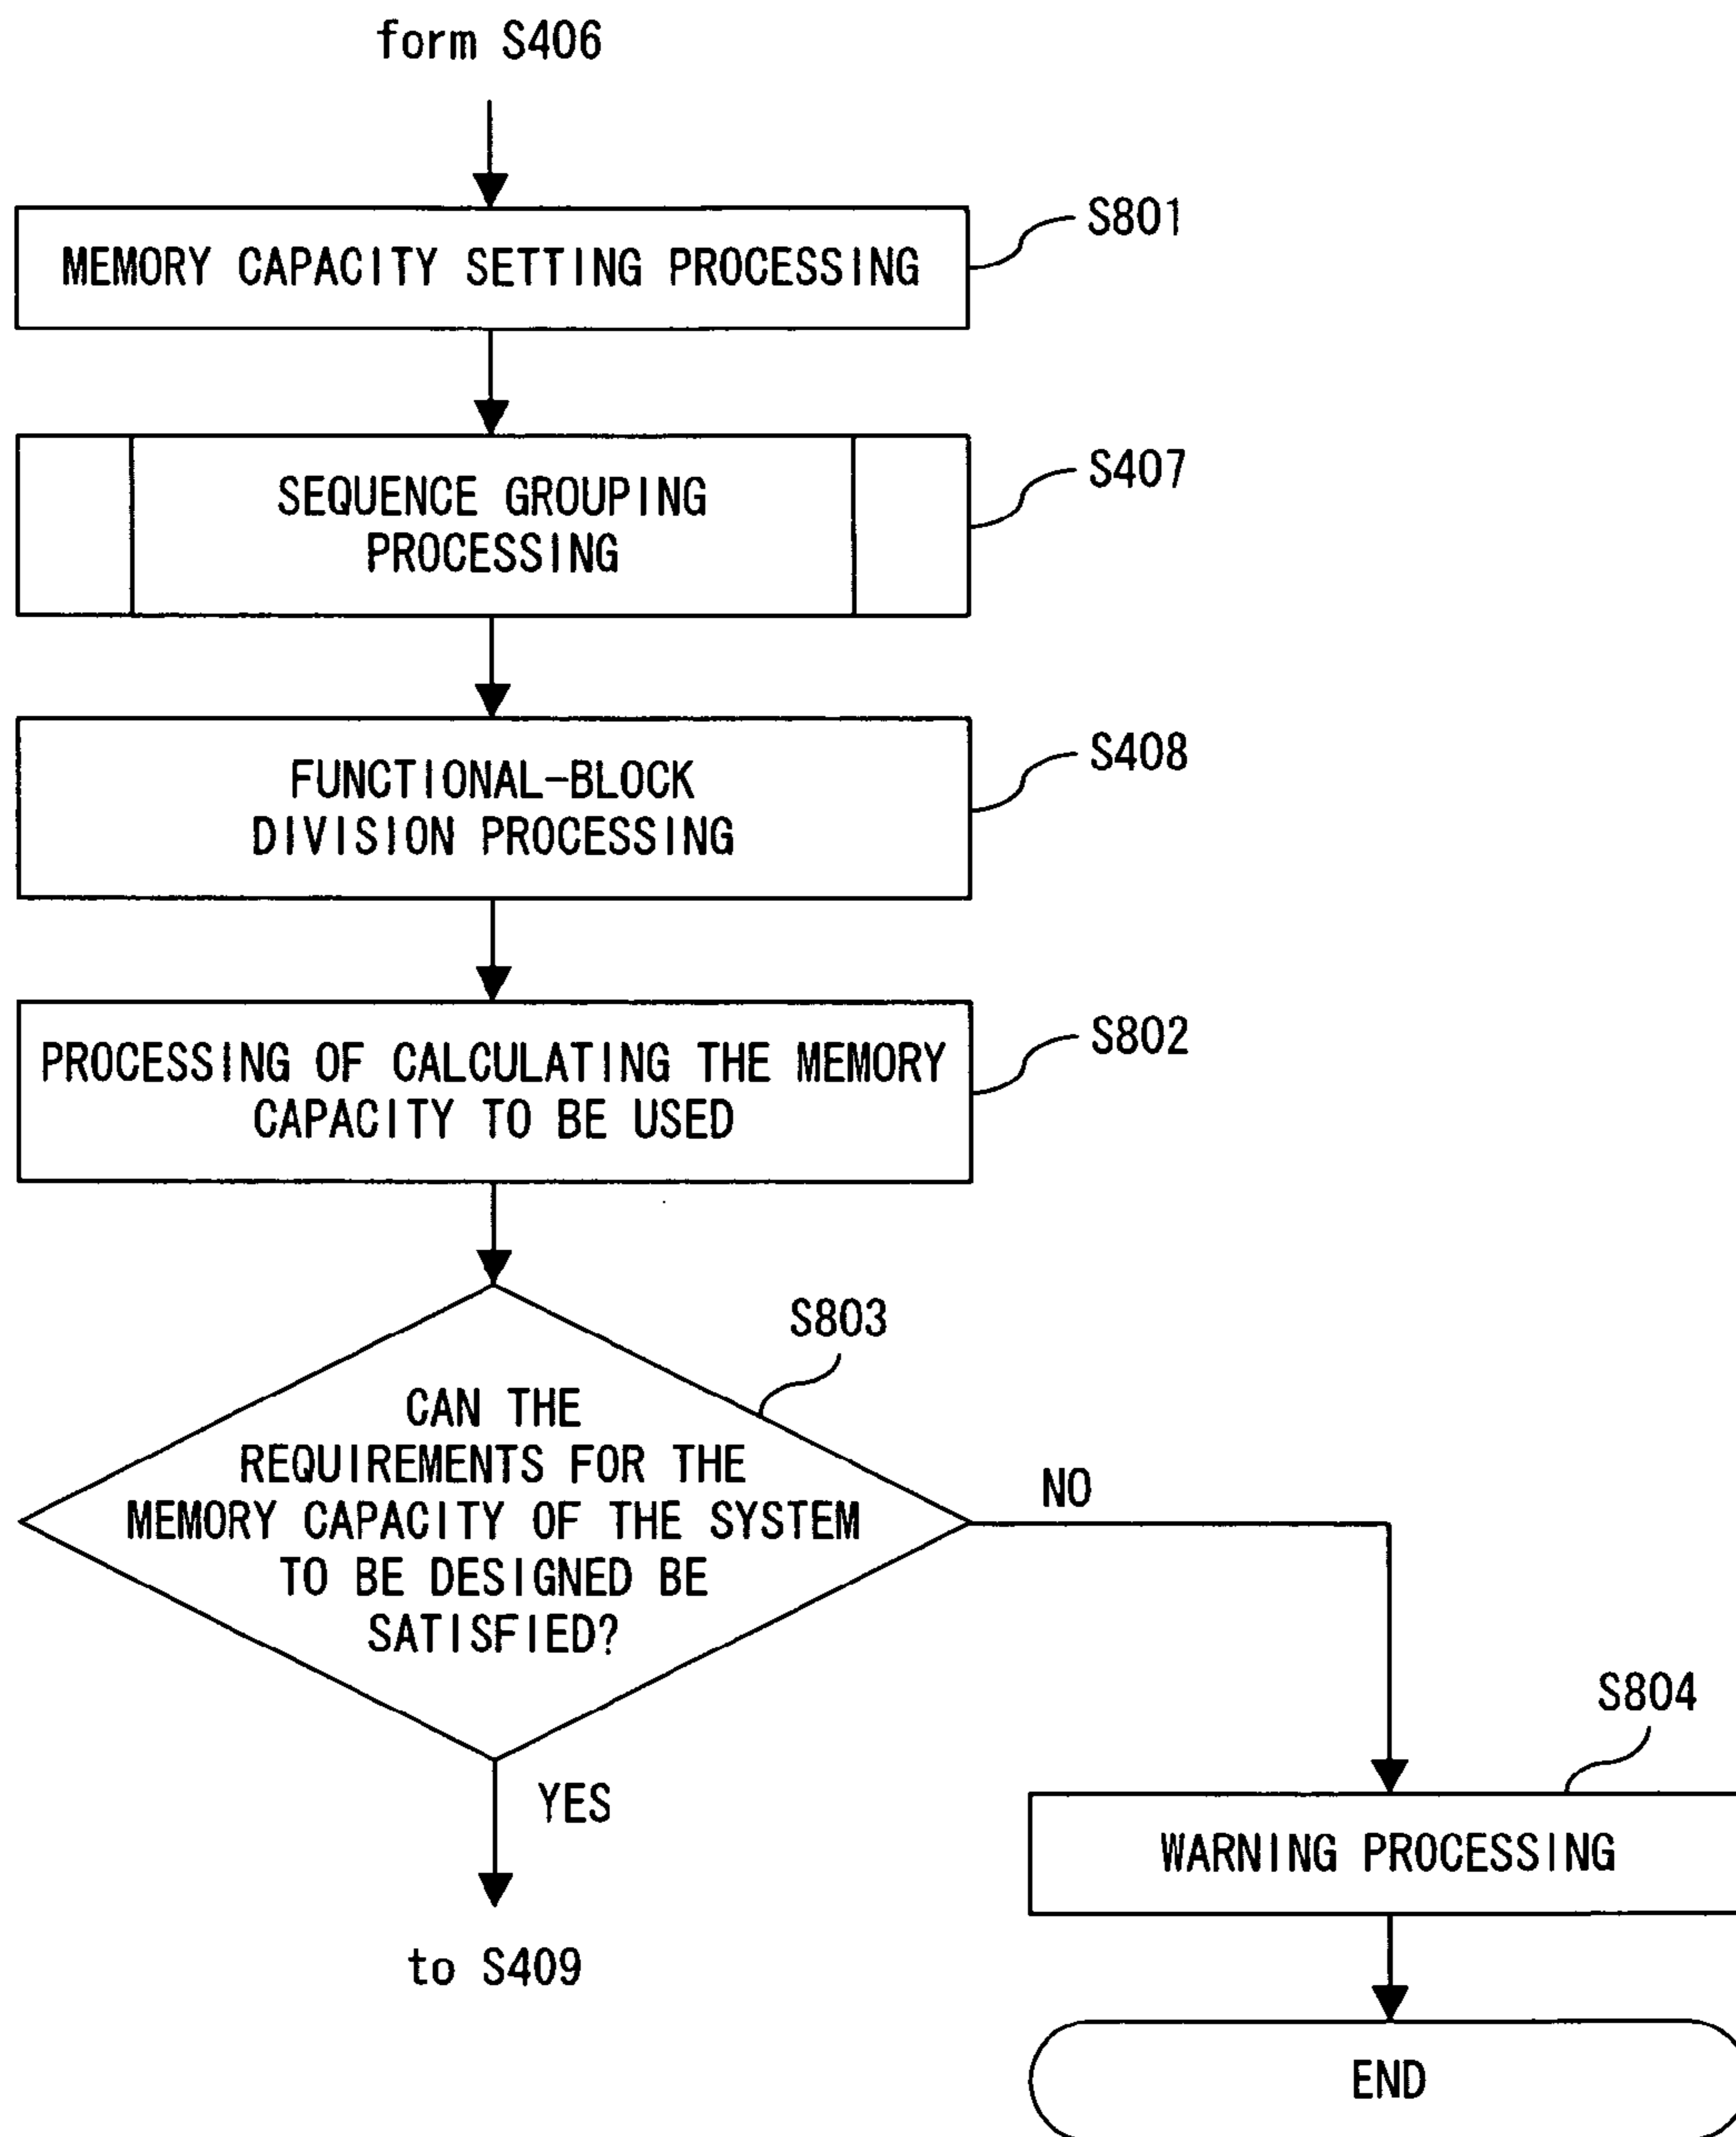 form S406
S801
MEMORY CAPACITY SETTING PROCESSING
S407
SEQUENCE GROUPING
PROCESSING
S408
FUNCTIONAL-BLOCK
DIVISION PROCESSING
S802
PROCESSING OF CALCULATING THE MEMORY
CAPACITY TO BE USED
S803
CAN THE
REQUIREMENTS FOR THE
MEMORY CAPACITY OF THE SYSTEM
TO BE DESIGNED BE
SATISFIED?
NO
YES
to S409
S804
WARNING PROCESSING
END